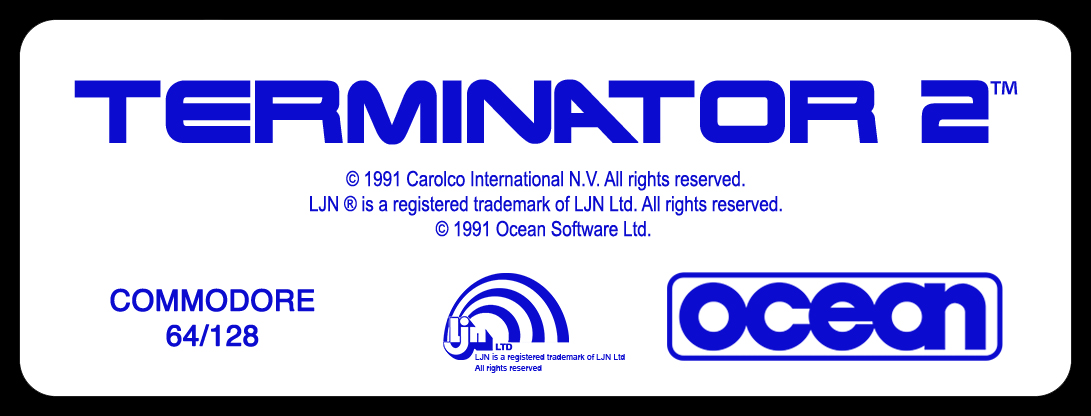 TERMINATOR 2™
© 1991 Carolco International N.V. All rights reserved.
LJN ® is a registered trademark of LJN Ltd. All rights reserved.
© 1991 Ocean Software Ltd.
COMMODORE
64/128
ljn LTD
LJN is a registered trademark of LJN Ltd
All rights reserved
ocean